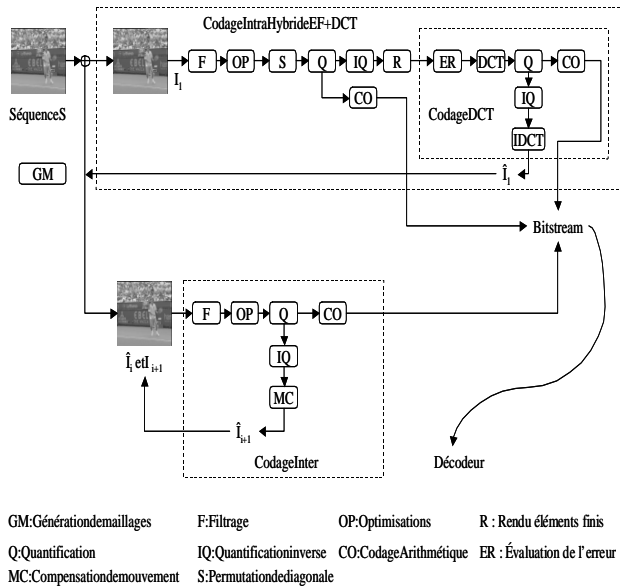 CodageIntraHybrideEF+DCT
I1 F OP S Q IQ R ER DCT Q CO
SéquenceS
CO
IQ
CodageDCT
IDCT
GM
Î1
Bitstream
F OP Q CO
IQ
Îi etI i+1
MC
Îi+1
CodageInter
Décodeur
GM:Générationdemaillages F:Filtrage OP:Optimisations R : Rendu éléments finis
Q:Quantification IQ:Quantificationinverse CO:CodageArithmétique ER : Évaluation de l'erreur
MC:Compensationdemouvement S:Permutationdediagonale